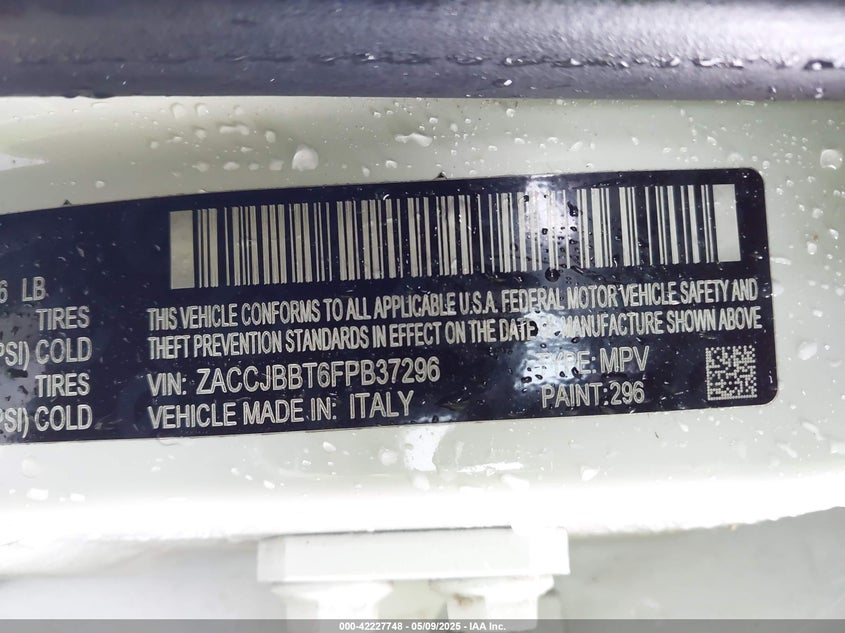 6 LB
TIRES
PSI) COLD
TIRES
PSI) COLD
THIS VEHICLE CONFORMS TO ALL APPLICABLE U.S.A. FEDERAL MOTOR VEHICLE SAFETY AND
THEFT PREVENTION STANDARDS IN EFFECT ON THE DATE OF MANUFACTURE SHOWN ABOVE
VIN: ZACCJBBT6FPB37296 TYPE: MPV
VEHICLE MADE IN: ITALY PAINT: 296
000-42227748 - 05/09/2025 - IAA Inc.